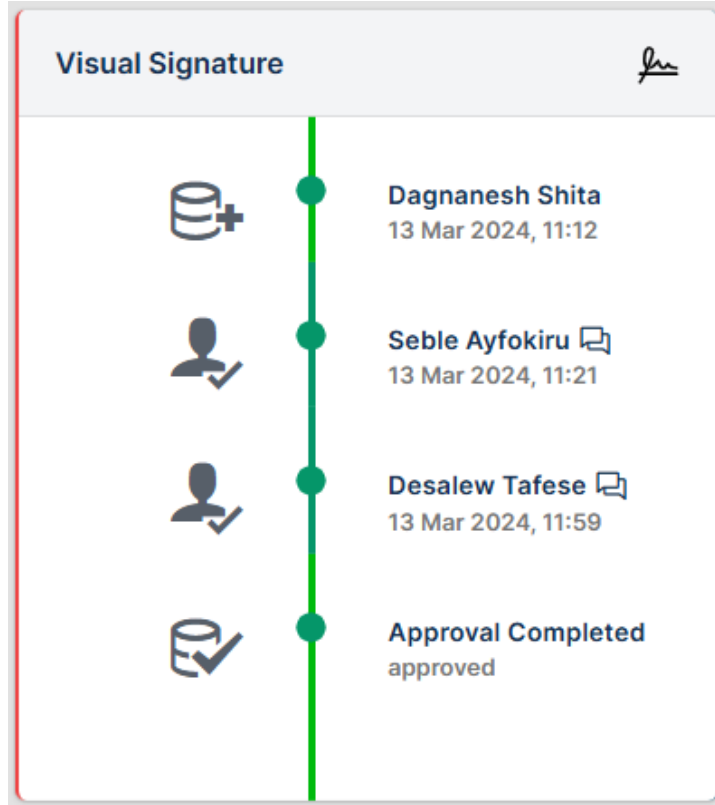 Visual Signature
Dagnanesh Shita
13 Mar 2024, 11:12
Seble Ayfokiru
13 Mar 2024, 11:21
Desalew Tafese
13 Mar 2024, 11:59
Approval Completed
approved